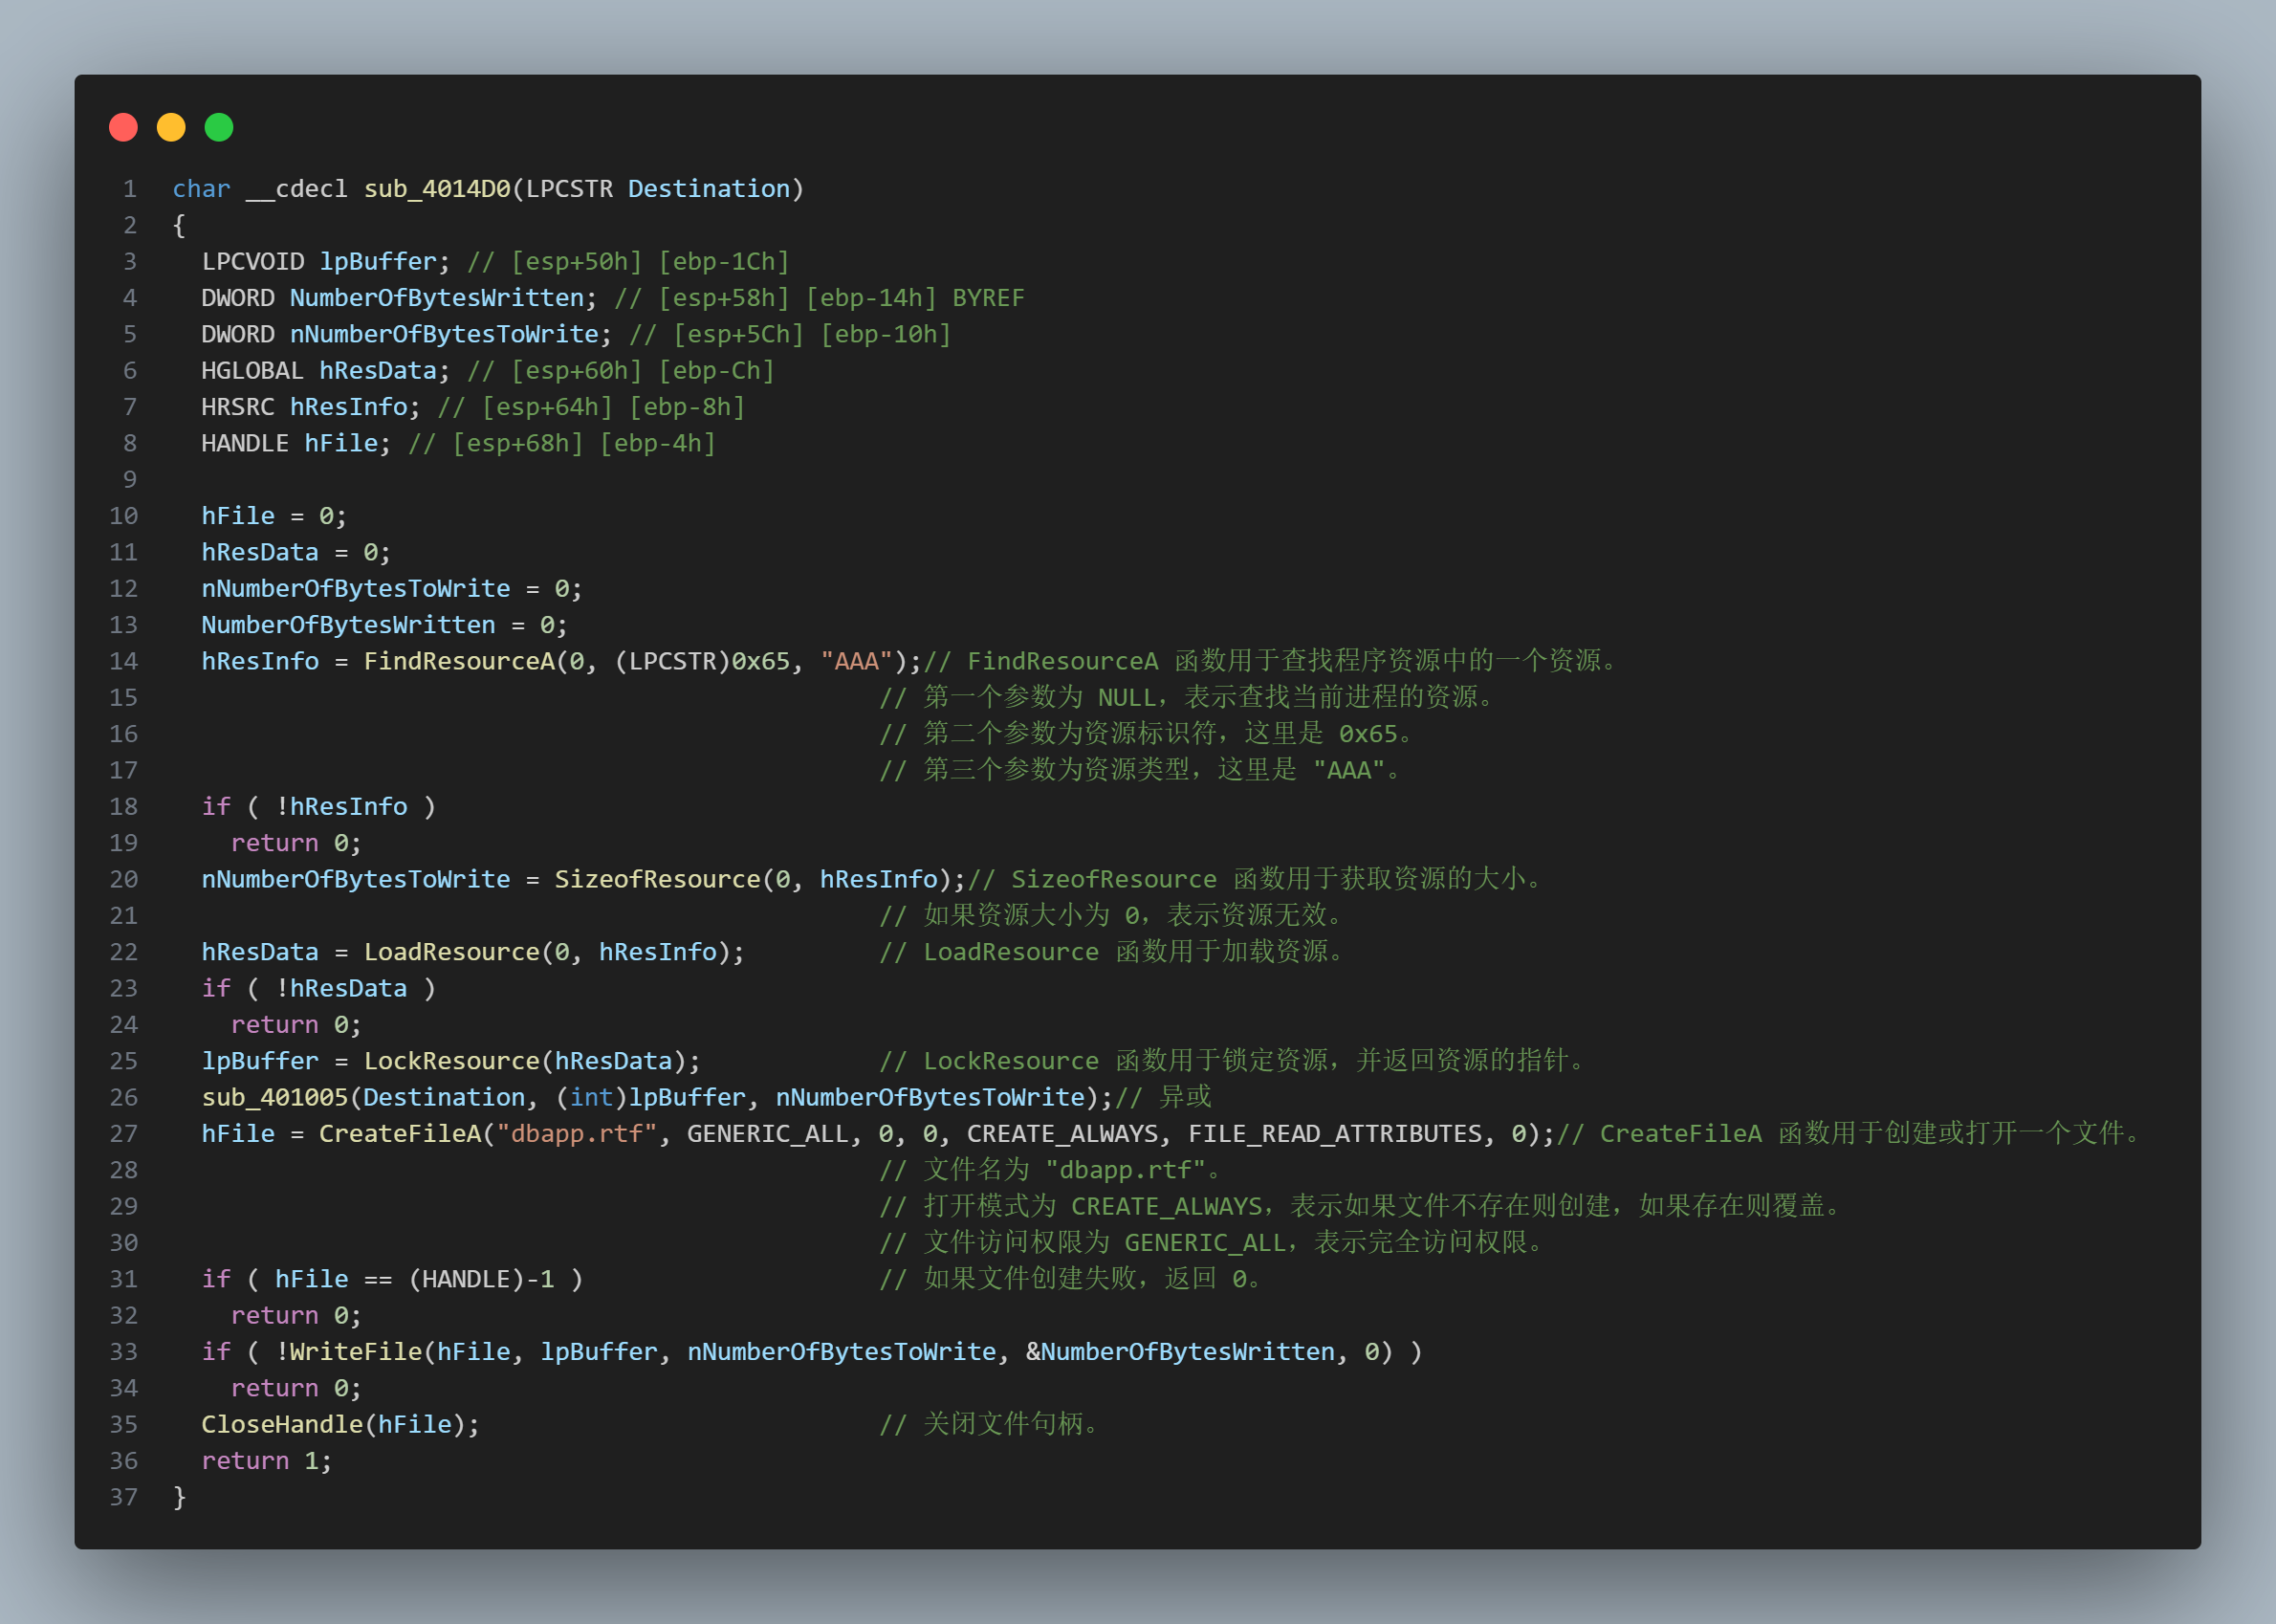 1 char __cdecl sub_4014D0(LPCSTR Destination)
2 {
3 LPCVOID lpBuffer; // [esp+50h] [ebp-1Ch]
4 DWORD NumberOfBytesWritten; // [esp+58h] [ebp-14h] BYREF
5 DWORD nNumberOfBytesToWrite; // [esp+5Ch] [ebp-10h]
6 HGLOBAL hResData; // [esp+60h] [ebp-Ch]
7 HRSRC hResInfo; // [esp+64h] [ebp-8h]
8 HANDLE hFile; // [esp+68h] [ebp-4h]
9
10 hFile = 0;
11 hResData = 0;
12 nNumberOfBytesToWrite = 0;
13 NumberOfBytesWritten = 0;
14 hResInfo = FindResourceA(0, (LPCSTR)0x65, "AAA");// FindResourceA 函数用于查找程序资源中的一个资源。
15 // 第一个参数为 NULL，表示查找当前进程的资源。
16 // 第二个参数为资源标识符，这里是 0x65。
17 // 第三个参数为资源类型，这里是 "AAA"。
18 if ( !hResInfo )
19 return 0;
20 nNumberOfBytesToWrite = SizeofResource(0, hResInfo);// SizeofResource 函数用于获取资源的大小。
21 // 如果资源大小为 0，表示资源无效。
22 hResData = LoadResource(0, hResInfo); // LoadResource 函数用于加载资源。
23 if ( !hResData )
24 return 0;
25 lpBuffer = LockResource(hResData); // LockResource 函数用于锁定资源，并返回资源的指针。
26 sub_401005(Destination, (int)lpBuffer, nNumberOfBytesToWrite);// 异或
27 hFile = CreateFileA("dbapp.rtf", GENERIC_ALL, 0, 0, CREATE_ALWAYS, FILE_READ_ATTRIBUTES, 0);// CreateFileA 函数用于创建或打开一个文件。
28 // 文件名为 "dbapp.rtf"。
29 // 打开模式为 CREATE_ALWAYS，表示如果文件不存在则创建，如果存在则覆盖。
30 // 文件访问权限为 GENERIC_ALL，表示完全访问权限。
31 if ( hFile == (HANDLE)-1 ) // 如果文件创建失败，返回 0。
32 return 0;
33 if ( !WriteFile(hFile, lpBuffer, nNumberOfBytesToWrite, &NumberOfBytesWritten, 0) )
34 return 0;
35 CloseHandle(hFile); // 关闭文件句柄。
36 return 1;
37 }